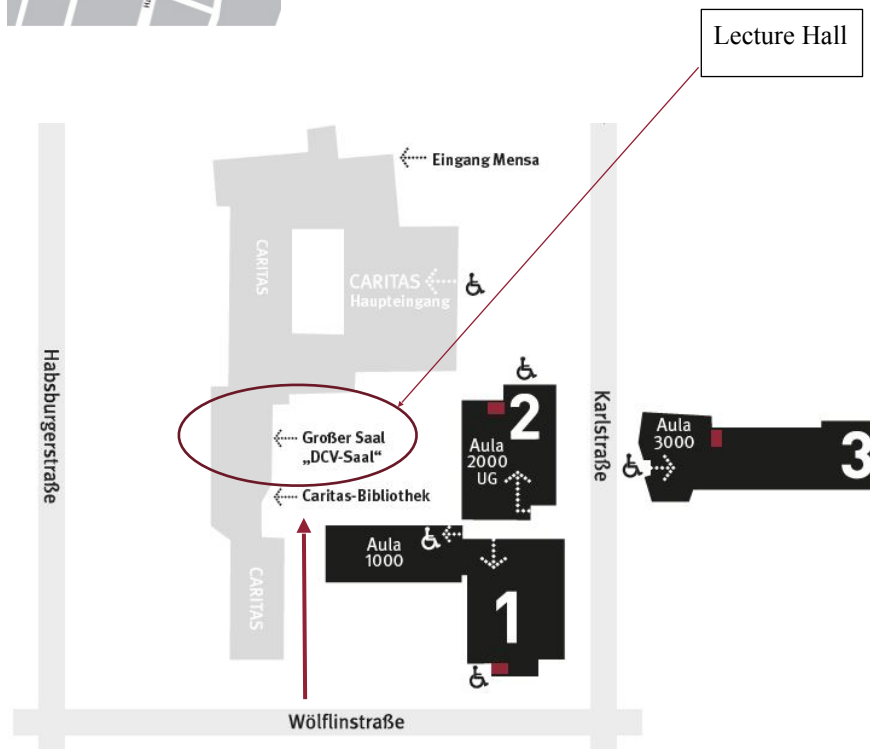 Ha
Lecture Hall
Eingang Mensa
CARITAS
CARITAS
Haupteingang
Habsburgerstraße
Karlstraße
2
Aula
2000
UG
Aula
3000
3
Großer Saal
„DCV-Saal“
Caritas-Bibliothek
Aula
1000
CARITAS
1
Wölflinstraße